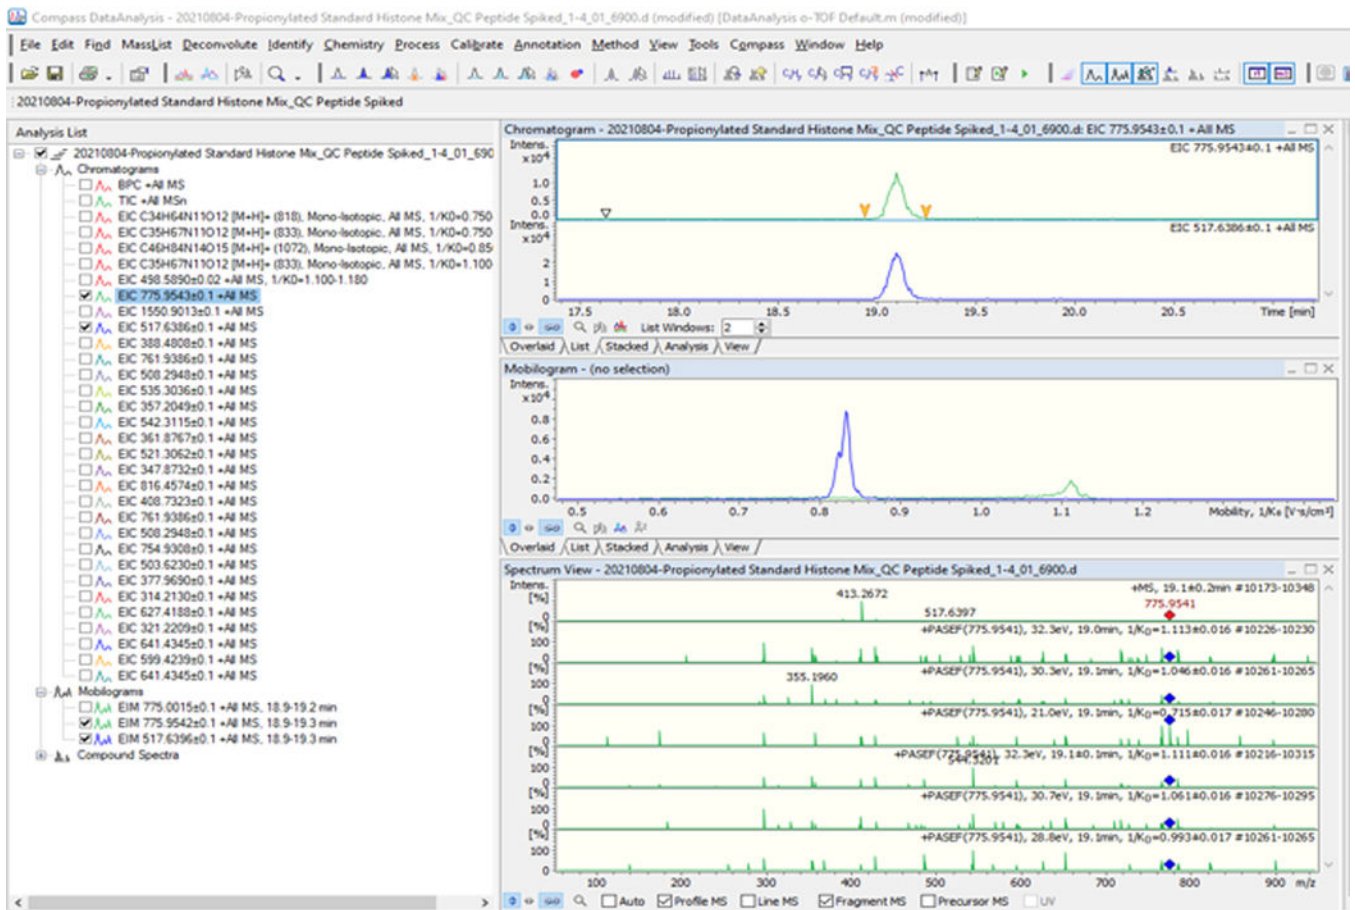 Compass DataAnalysis - 20210804-Propionylated Standard Histone Mix_QC Peptide Spiked_1-4_01_6900.d (modified) [DataAnalysis o-TOF Default.m (modified)]
File Edit Find MassList Deconvolute Identify Chemistry Process Calibrate Annotation Method View Tools Compass Window Help
20210804-Propionylated Standard Histone Mix_QC Peptide Spiked
Analysis List
20210804-Propionylated Standard Histone Mix_QC Peptide Spiked_1-4_01_690
Chromatograms
BPC +All MS
TIC +All MSn
EIC C34H64N11O12 [M+H]+ (818), Mono-Isotopic, All MS, 1/K0=0.750
EIC C35H67N11O12 [M+H]+ (833), Mono-Isotopic, All MS, 1/K0=0.750
EIC C46H84N14O15 [M+H]+ (1072), Mono-Isotopic, All MS, 1/K0=0.85
EIC C35H67N11O12 [M+H]+ (833), Mono-Isotopic, All MS, 1/K0=1.100
EIC 498.5890±0.02 +All MS, 1/K0=1.100-1.180
EIC 775.9543±0.1 +All MS
EIC 1550.9013±0.1 +All MS
EIC 517.6386±0.1 +All MS
EIC 388.4808±0.1 +All MS
EIC 761.9386±0.1 +All MS
EIC 508.2948±0.1 +All MS
EIC 535.3036±0.1 +All MS
EIC 357.2049±0.1 +All MS
EIC 542.3115±0.1 +All MS
EIC 361.8767±0.1 +All MS
EIC 521.3062±0.1 +All MS
EIC 347.8732±0.1 +All MS
EIC 816.4574±0.1 +All MS
EIC 408.7323±0.1 +All MS
EIC 761.9386±0.1 +All MS
EIC 508.2948±0.1 +All MS
EIC 754.9308±0.1 +All MS
EIC 503.6230±0.1 +All MS
EIC 377.9690±0.1 +All MS
EIC 314.2130±0.1 +All MS
EIC 627.4188±0.1 +All MS
EIC 321.2209±0.1 +All MS
EIC 641.4345±0.1 +All MS
EIC 599.4239±0.1 +All MS
EIC 641.4345±0.1 +All MS
Mobilograms
EIM 775.0015±0.1 +All MS, 18.9-19.2 min
EIM 775.9542±0.1 +All MS, 18.9-19.3 min
EIM 517.6396±0.1 +All MS, 18.9-19.3 min
Compound Spectra
Chromatogram - 20210804-Propionylated Standard Histone Mix_QC Peptide Spiked_1-4_01_6900.d: EIC 775.9543±0.1 +All MS
Intens.
x10⁴
EIC 775.9543±0.1 +All MS
1.0
0.5
0.0
Intens.
x10⁴
EIC 517.6386±0.1 +All MS
2
1
0
17.5 18.0 18.5 19.0 19.5 20.0 20.5 Time [min]
List Windows: 2
Overlaid List Stacked Analysis View
Mobilogram - (no selection)
Intens.
x10⁴
0.8
0.6
0.4
0.2
0.0
0.5 0.6 0.7 0.8 0.9 1.0 1.1 1.2 Mobility, 1/K₀ [V·s/cm²]
Overlaid List Stacked Analysis View
Spectrum View - 20210804-Propionylated Standard Histone Mix_QC Peptide Spiked_1-4_01_6900.d
Intens.
[%]
0
413.2672
517.6397
+MS, 19.1±0.2min #10173-10348
775.9541
[%]
100
0
+PASEF(775.9541), 32.3eV, 19.0min, 1/K₀=1.113±0.016 #10226-10230
[%]
100
0
355.1960
+PASEF(775.9541), 30.3eV, 19.1min, 1/K₀=1.046±0.016 #10261-10265
[%]
100
0
+PASEF(775.9541), 21.0eV, 19.1min, 1/K₀=0.715±0.017 #10246-10280
[%]
100
0
544.3201
+PASEF(775.9541), 32.3eV, 19.1±0.1min, 1/K₀=1.111±0.016 #10216-10315
[%]
100
0
+PASEF(775.9541), 30.7eV, 19.1min, 1/K₀=1.061±0.016 #10276-10295
[%]
100
0
+PASEF(775.9541), 28.8eV, 19.1min, 1/K₀=0.993±0.017 #10261-10265
100 200 300 400 500 600 700 800 900 m/z
Auto Profile MS Line MS Fragment MS Precursor MS UV